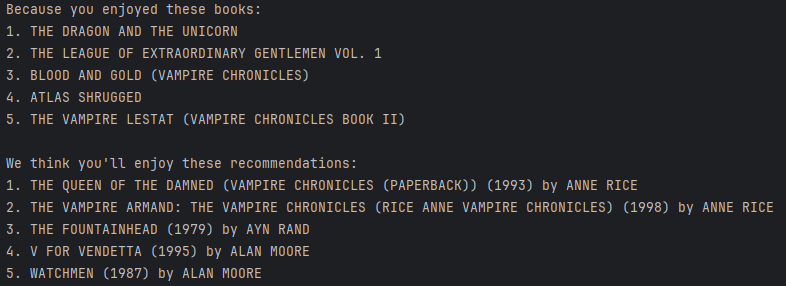 Because you enjoyed these books:
1. THE DRAGON AND THE UNICORN
2. THE LEAGUE OF EXTRAORDINARY GENTLEMEN VOL. 1
3. BLOOD AND GOLD (VAMPIRE CHRONICLES)
4. ATLAS SHRUGGED
5. THE VAMPIRE LESTAT (VAMPIRE CHRONICLES BOOK II)
We think you'll enjoy these recommendations:
1. THE QUEEN OF THE DAMNED (VAMPIRE CHRONICLES (PAPERBACK)) (1993) by ANNE RICE
2. THE VAMPIRE ARMAND: THE VAMPIRE CHRONICLES (RICE ANNE VAMPIRE CHRONICLES) (1998) by ANNE RICE
3. THE FOUNTAINHEAD (1979) by AYN RAND
4. V FOR VENDETTA (1995) by ALAN MOORE
5. WATCHMEN (1987) by ALAN MOORE